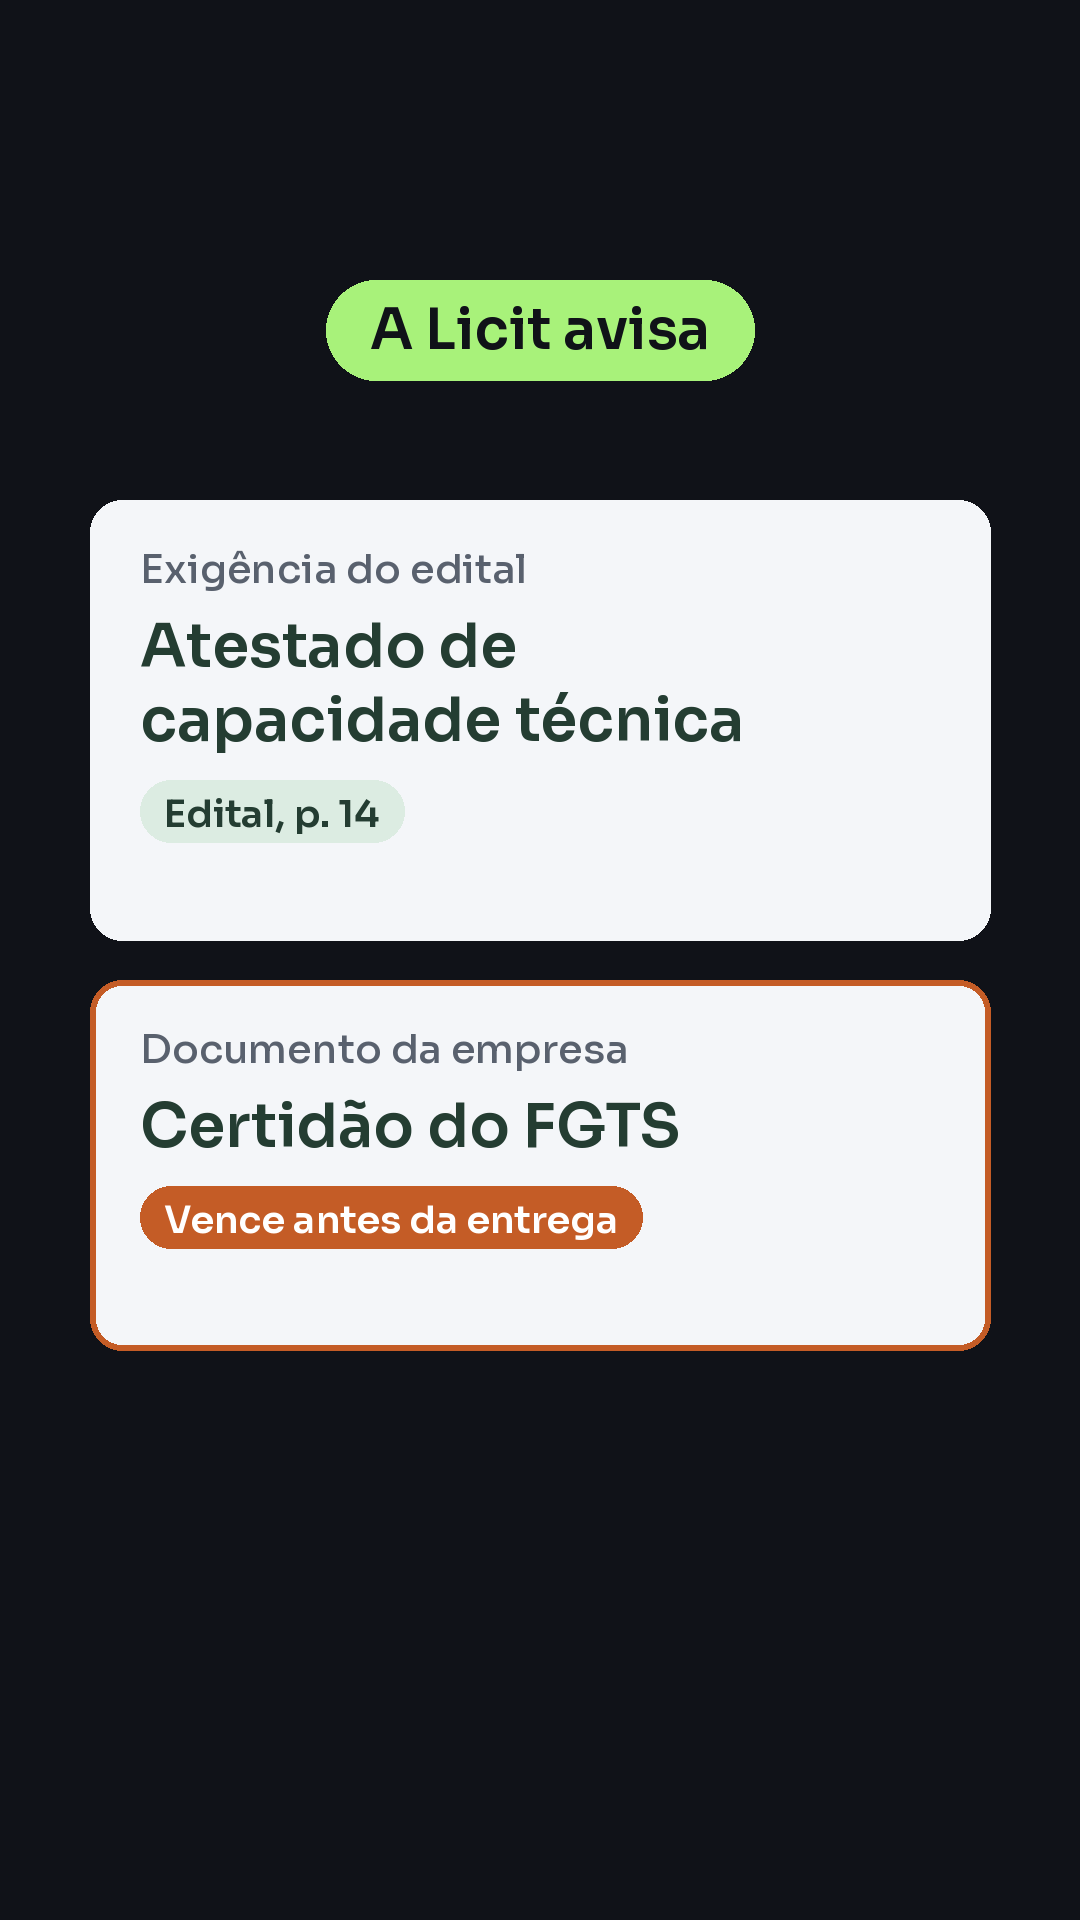 A Licit avisa
Exigência do edital
Atestado de
capacidade técnica
Edital, p. 14
Documento da empresa
Certidão do FGTS
Vence antes da entrega